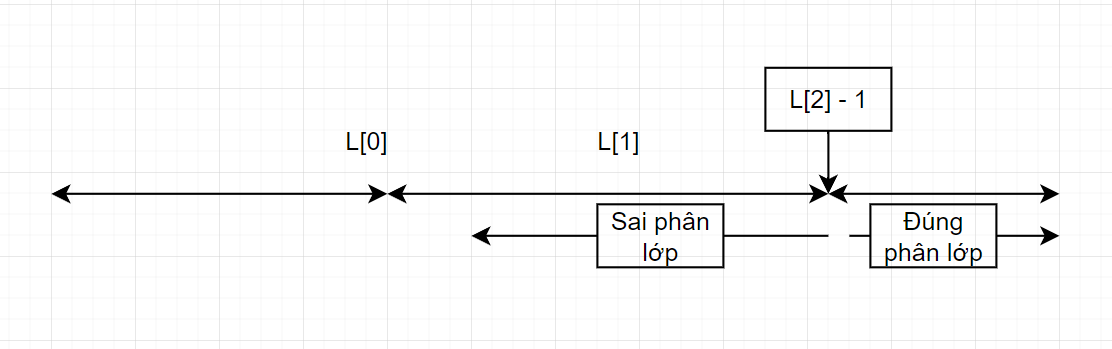 L[2] - 1
L[0]
L[1]
Sai phân
lớp
Đúng
phân lớp